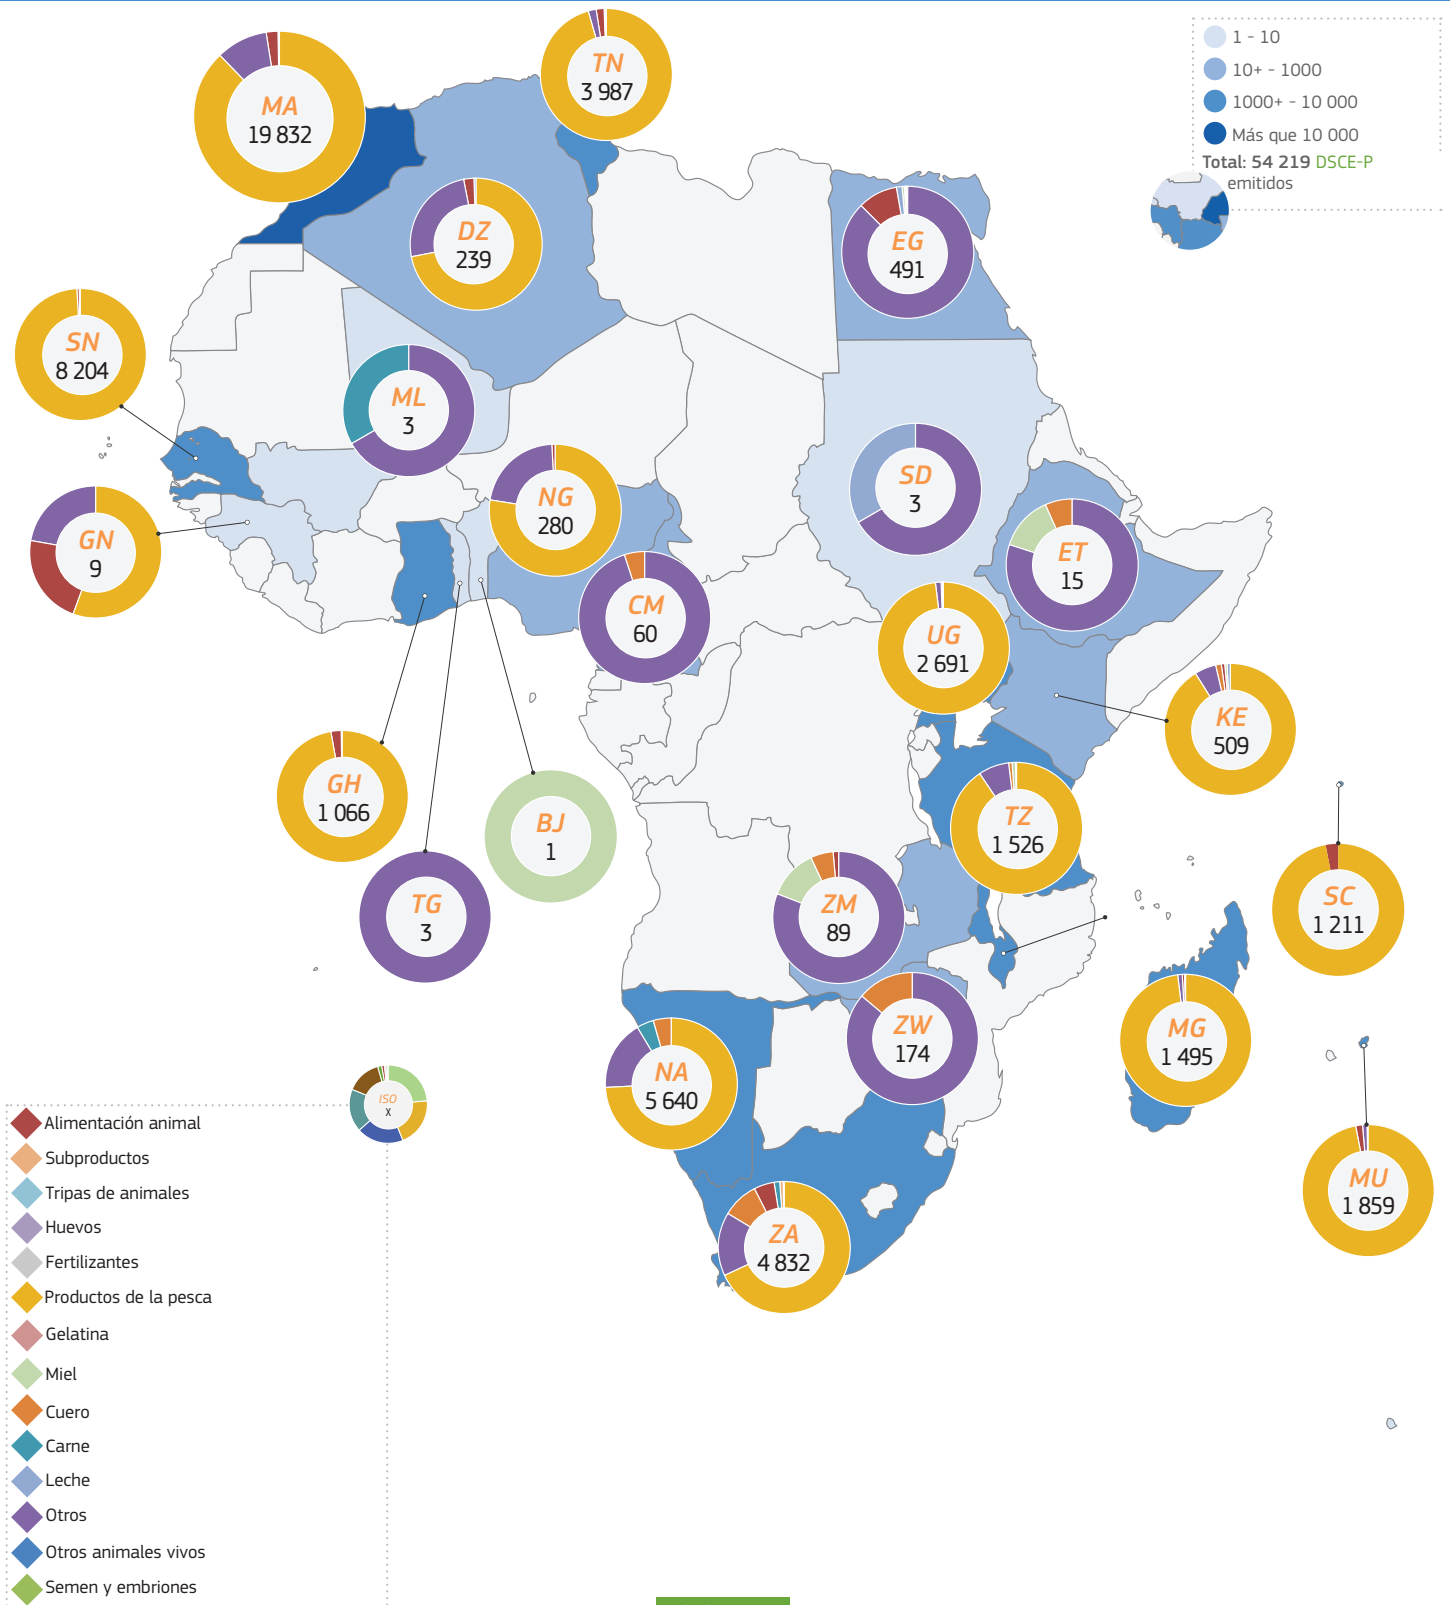 TN
3 987
MA
19 832
1 - 10
10+ - 1000
1000+ - 10 000
Más que 10 000
Total: 54 219 DSCE-P
emitidos
DZ
239
EG
491
SN
8 204
ML
3
SD
3
NG
280
GN
9
ET
15
CM
60
UG
2 691
KE
509
GH
1 066
BJ
1
TZ
1 526
TG
3
ZM
89
SC
1 211
ZW
174
MG
1 495
NA
5 640
MU
1 859
ZA
4 832
ISO
X
Alimentación animal
Subproductos
Tripas de animales
Huevos
Fertilizantes
Productos de la pesca
Gelatina
Miel
Cuero
Carne
Leche
Otros
Otros animales vivos
Semen y embriones